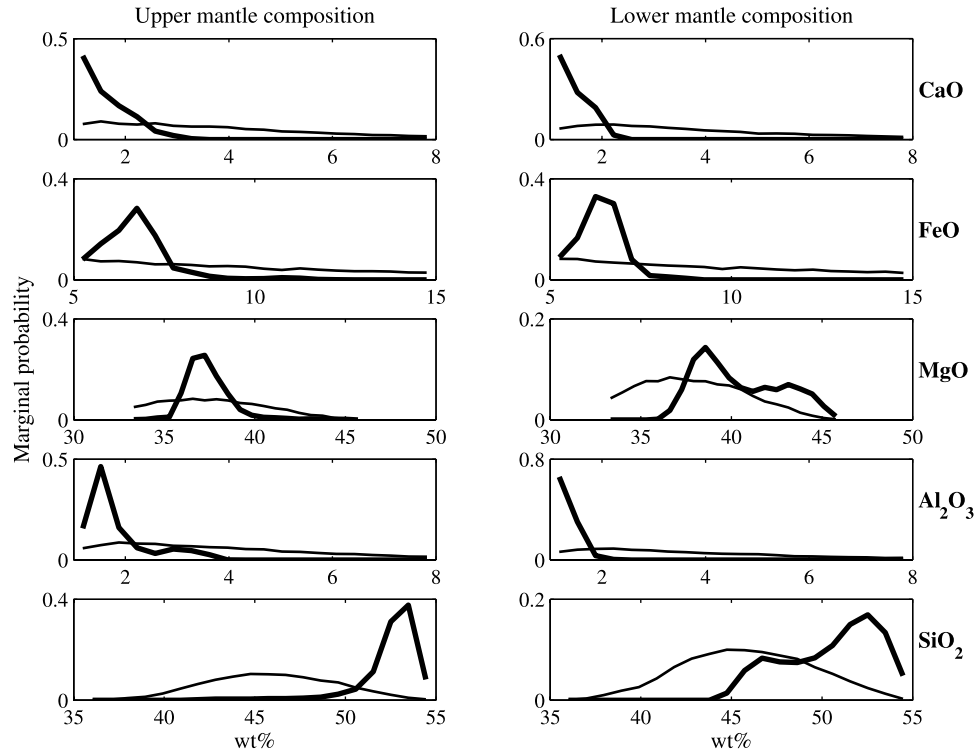 Upper mantle composition Lower mantle composition
0.5 0.6
CaO
0 0
2 4 6 8 2 4 6 8
0.4 0.4
FeO
0 0
5 10 15 5 10 15
0.4 0.2
MgO
0 0
30 35 40 45 50 30 35 40 45 50
Marginal probability
0.4 0.8
Al2O3
0 0
2 4 6 8 2 4 6 8
0.4 0.2
SiO2
0 0
35 40 45 50 55 35 40 45 50 55
wt% wt%